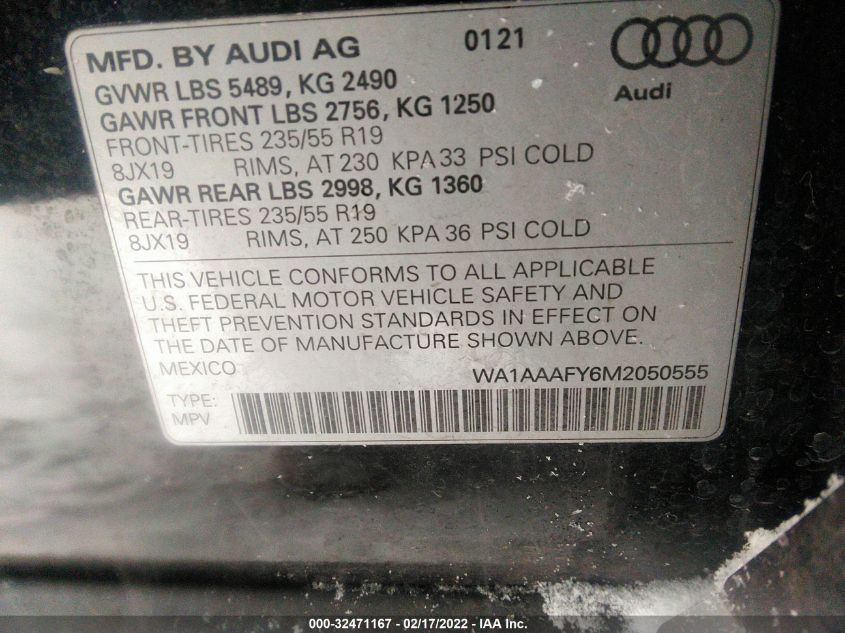 MFD. BY AUDI AG 0121
GVWR LBS 5489, KG 2490
GAWR FRONT LBS 2756, KG 1250
Audi
FRONT-TIRES 235/55 R19
8JX19 RIMS, AT 230 KPA 33 PSI COLD
GAWR REAR LBS 2998, KG 1360
REAR-TIRES 235/55 R19
8JX19 RIMS, AT 250 KPA 36 PSI COLD
THIS VEHICLE CONFORMS TO ALL APPLICABLE
U.S. FEDERAL MOTOR VEHICLE SAFETY AND
THEFT PREVENTION STANDARDS IN EFFECT ON
THE DATE OF MANUFACTURE SHOWN ABOVE.
MEXICO WA1AAAFY6M2050555
TYPE:
MPV
000-32471167 - 02/17/2022 - IAA Inc.